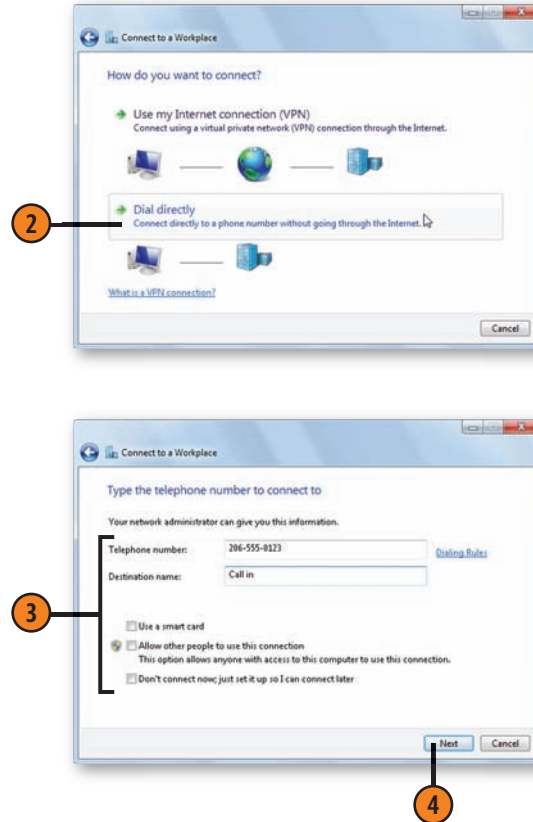 Connect to a Workplace
How do you want to connect?
Use my Internet connection (VPN)
Connect using a virtual private network (VPN) connection through the Internet.
2
Dial directly
Connect directly to a phone number without going through the Internet.
What is a VPN connection?
Cancel
Connect to a Workplace
Type the telephone number to connect to
Your network administrator can give you this information.
Telephone number: 206-555-0123 Dialing Rules
Destination name: Call in
3
Use a smart card
Allow other people to use this connection
This option allows anyone with access to this computer to use this connection.
Don't connect now; just set it up so I can connect later
Next Cancel
4